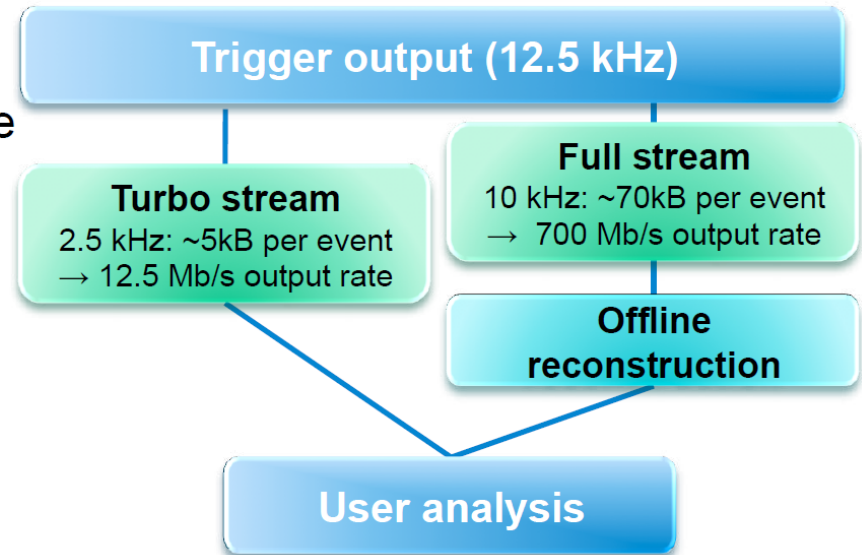 Trigger output (12.5 kHz)
e
Turbo stream
2.5 kHz: ~5kB per event
→ 12.5 Mb/s output rate
Full stream
10 kHz: ~70kB per event
→ 700 Mb/s output rate
Offline
reconstruction
User analysis